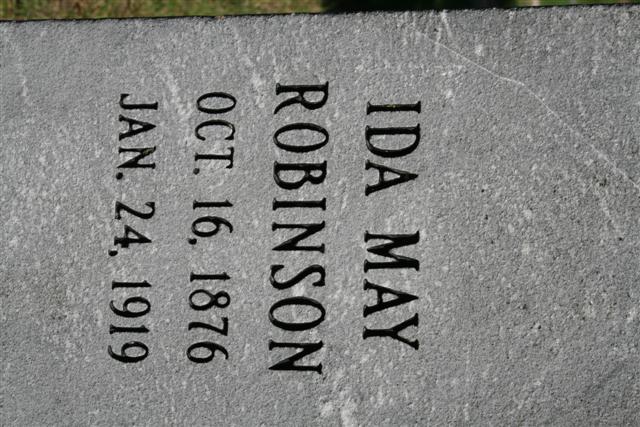 IDA MAY
ROBINSON
OCT. 16, 1876
JAN. 24, 1919